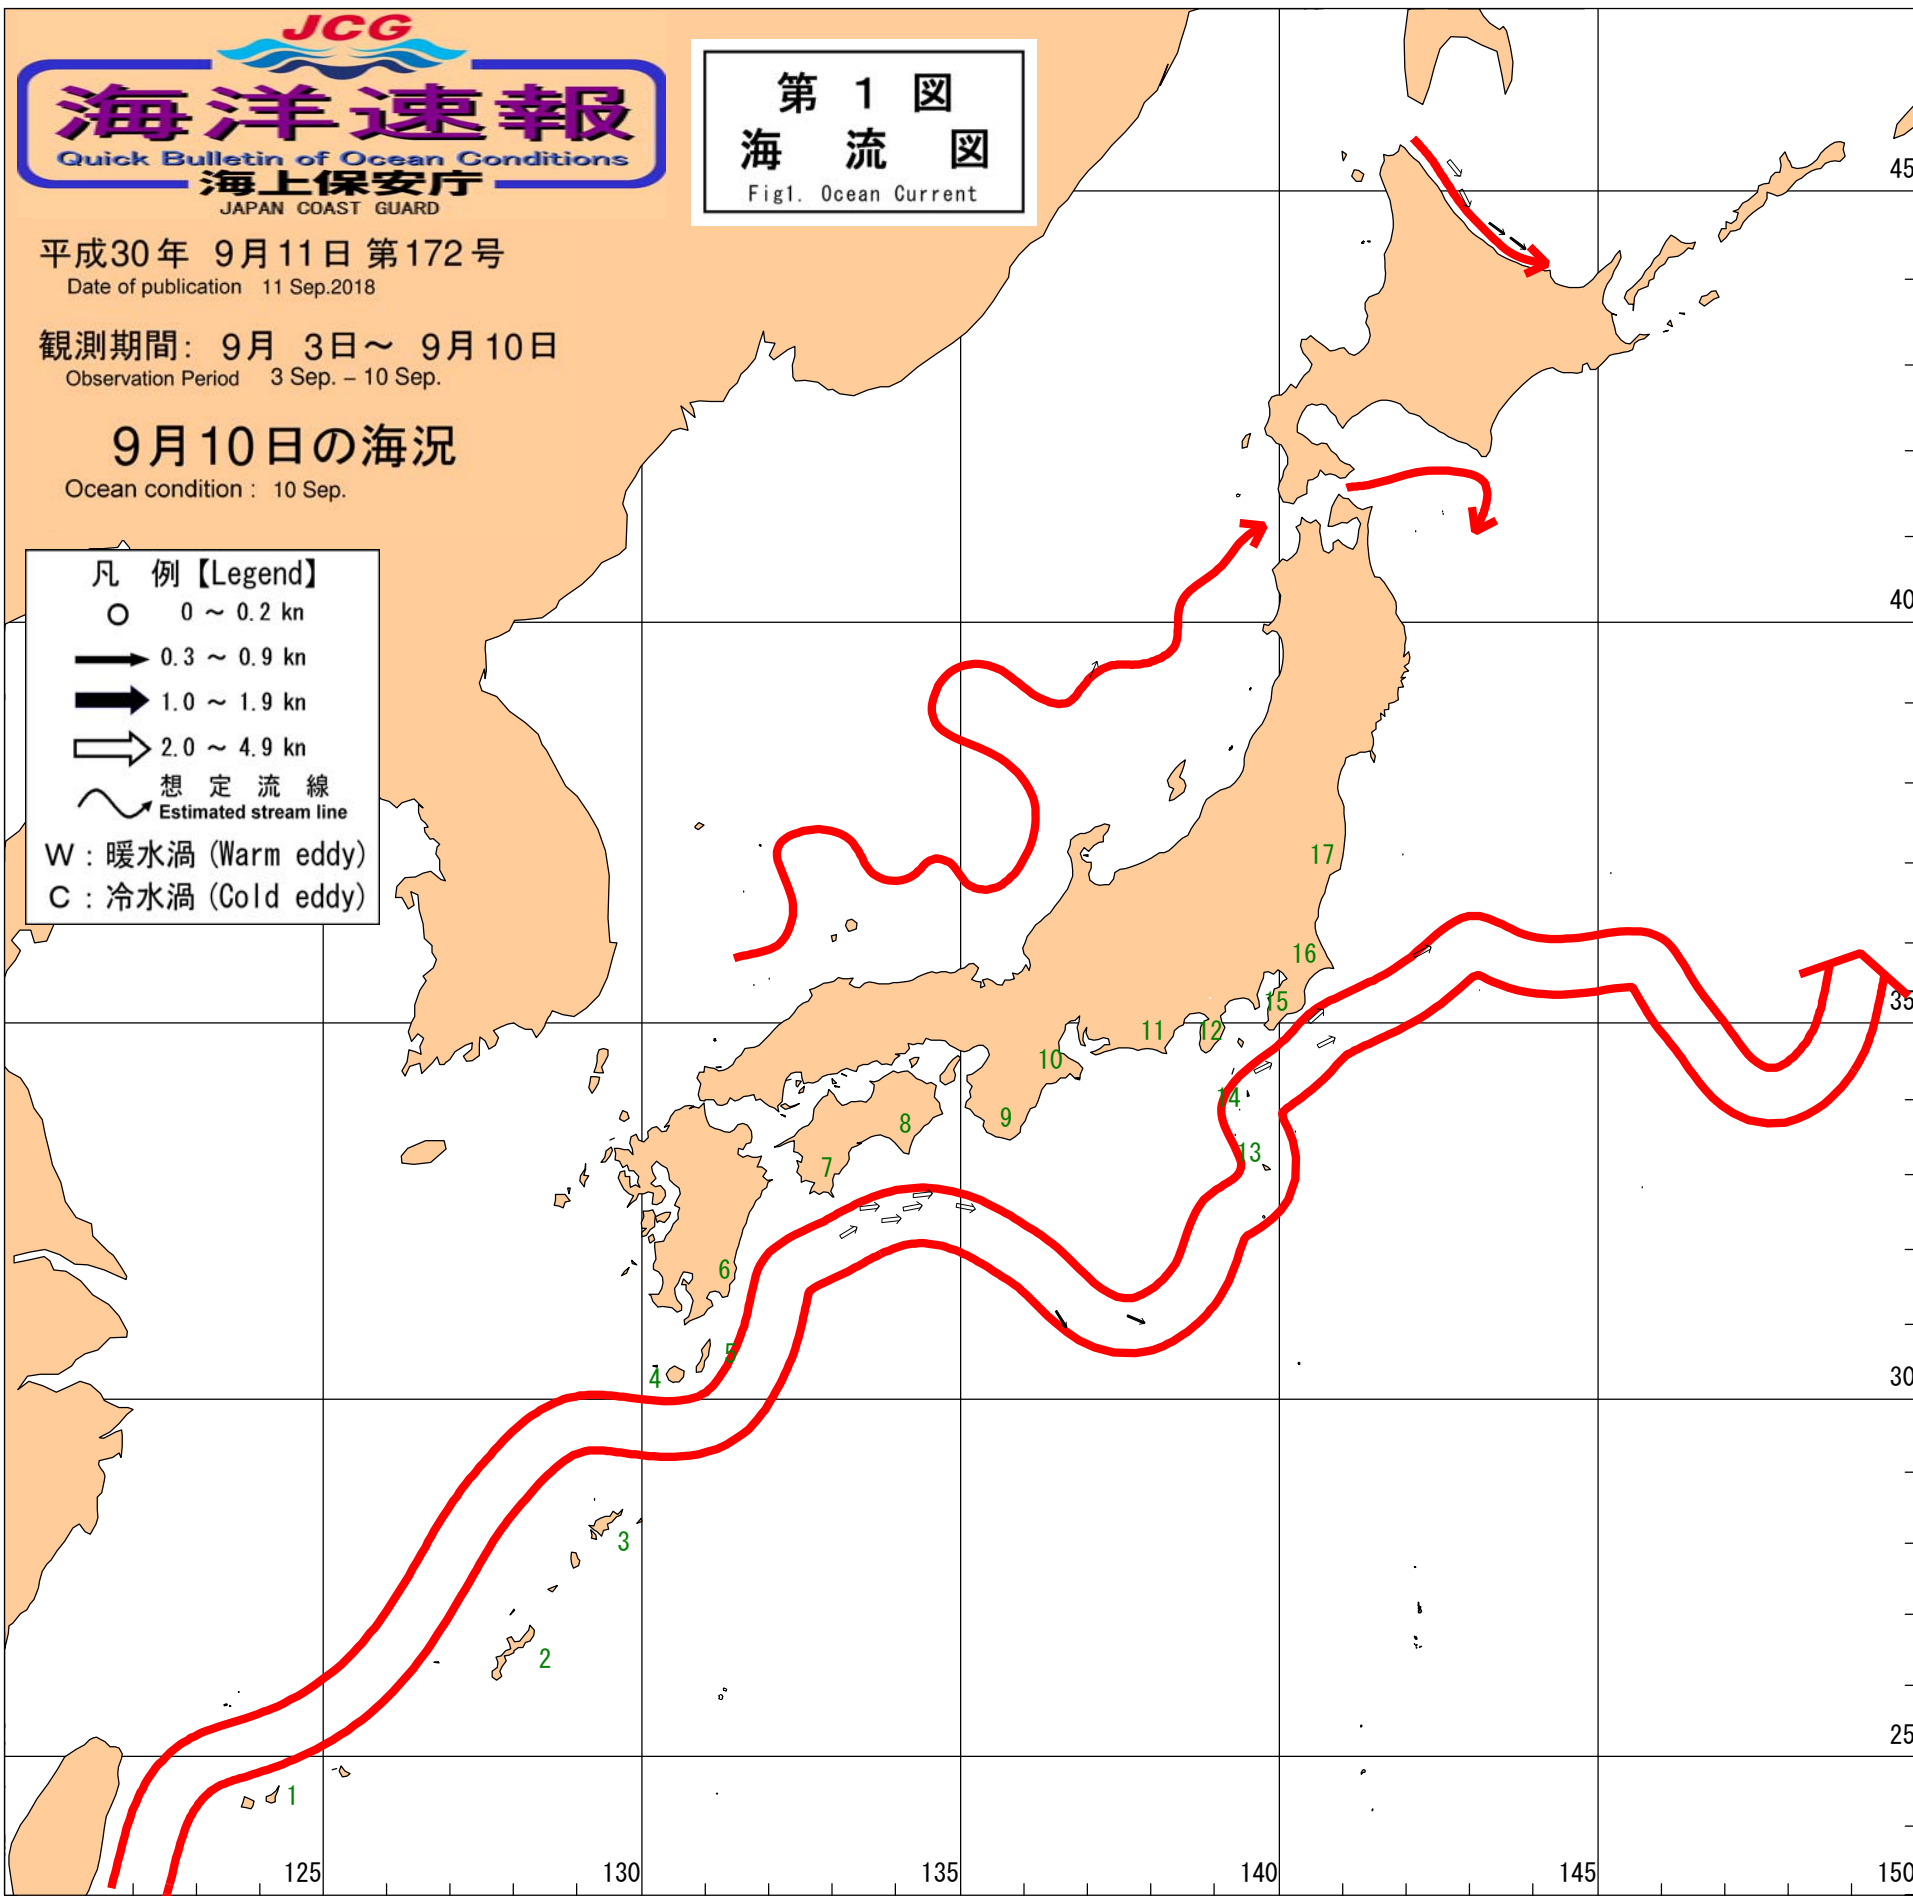 JCG
海洋速報
Quick Bulletin of Ocean Conditions
海上保安庁
JAPAN COAST GUARD
第 1 図
海 流 図
Fig1. Ocean Current
平成30年 9月11日 第172号
Date of publication 11 Sep.2018
観測期間: 9月 3日～ 9月10日
Observation Period 3 Sep. – 10 Sep.
9月10日の海況
Ocean condition : 10 Sep.
凡 例【Legend】
0 ～ 0.2 kn
0.3 ～ 0.9 kn
1.0 ～ 1.9 kn
2.0 ～ 4.9 kn
想 定 流 線
Estimated stream line
W : 暖水渦 (Warm eddy)
C : 冷水渦 (Cold eddy)
45
40
35
30
25
17
16
15
14
13
12
11
10
9
8
7
6
5
4
3
2
1
125
130
135
140
145
150